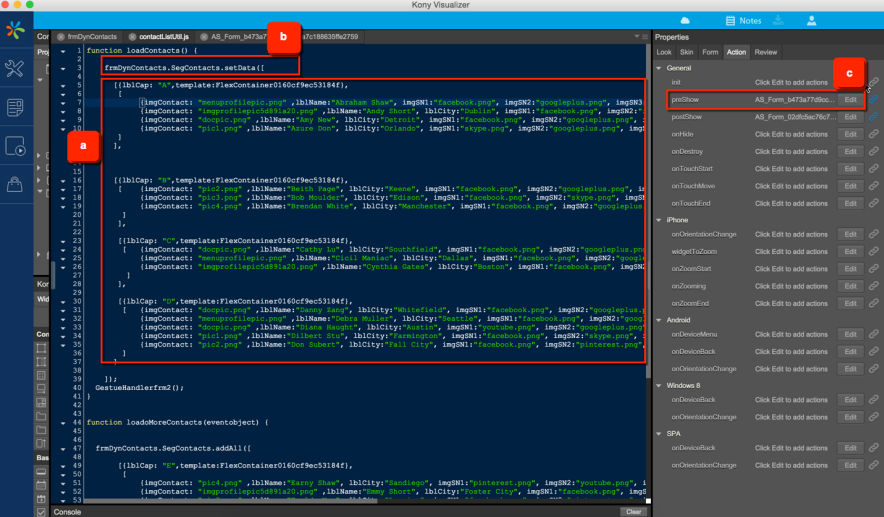 Kony Visualizer
Notes
frmDynContacts
contactListUtil.js
AS_Form_b473a7
a7c188635ffe2759
b
Properties
Look Skin Form Action Review
1 function loadContacts() {
2
3 frmDynContacts.SegContacts.setData([
4
5 [{lblCap: "A",template:FlexContainer0160cf9ec53184f},
6 [
7 {imgContact: "menuprofilepic.png" ,lblName:"Abraham Shaw", imgSN1:"facebook.png", imgSN2:"googleplus.png", imgSN3
8 {imgContact: "imgprofilepic5d891a20.png" ,lblName:"Andy Short", lblCity:"Dublin", imgSN1:"facebook.png", imgSN2:
9 {imgContact: "docpic.png" ,lblName:"Amy New", lblCity:"Detroit", imgSN1:"facebook.png", imgSN2:"googleplus.png", i
10 {imgContact: "pic1.png" ,lblName:"Azure Don", lblCity:"Orlando", imgSN1:"skype.png", imgSN2:"googleplus.png", i
]
a
],
15
16 [{lblCap: "B",template:FlexContainer0160cf9ec53184f},
17 [ {imgContact: "pic2.png" ,lblName:"Beith Page", lblCity:"Keene", imgSN1:"facebook.png", imgSN2:"googleplus.png", i
18 {imgContact: "pic3.png" ,lblName:"Bob Moulder", lblCity:"Edison", imgSN1:"facebook.png", imgSN2:"skype.png", imgS
19 {imgContact: "pic4.png" ,lblName:"Brendan White", lblCity:"Manchester", imgSN1:"facebook.png", imgSN2:"googleplus
20 ]
21 },
22
23 [{lblCap: "C",template:FlexContainer0160cf9ec53184f},
24 [ {imgContact: "docpic.png" ,lblName:"Cathy Lu", lblCity:"Southfield", imgSN1:"facebook.png", imgSN2:"googleplus.png
25 {imgContact: "menuprofilepic.png" ,lblName:"Cicil Maniac", lblCity:"Dallas", imgSN1:"facebook.png", imgSN2:"google
26 {imgContact: "imgprofilepic5d891a20.png" ,lblName:"Cynthia Gates", lblCity:"Boston", imgSN1:"facebook.png", imgSN2
27 ]
28 ],
29
30 [{lblCap: "D",template:FlexContainer0160cf9ec53184f},
31 [ {imgContact: "docpic.png" ,lblName:"Danny Zang", lblCity:"Whitefield", imgSN1:"facebook.png", imgSN2:"googleplus.p
32 {imgContact: "menuprofilepic.png" ,lblName:"Debra Muller", lblCity:"Seattle", imgSN1:"facebook.png", imgSN2:"goog
33 {imgContact: "docpic.png" ,lblName:"Diana Haught", lblCity:"Austin", imgSN1:"youtube.png", imgSN2:"googleplus.png
34 {imgContact: "pic1.png" ,lblName:"Dilbert Stu", lblCity:"Farmington", imgSN1:"facebook.png", imgSN2:"skype.png", i
35 {imgContact: "pic2.png" ,lblName:"Don Subert", lblCity:"Fall City", imgSN1:"facebook.png", imgSN2:"pinterest.png",
36 ]
37 ]
38
39 ]);
40 GestueHandlerfrm2();
41 }
42
43
44 function loadoMoreContacts(eventobject) {
45
46
47 frmDynContacts.SegContacts.addAll([
48
49 [{lblCap: "E",template:FlexContainer0160cf9ec53184f},
50 [
51 {imgContact: "pic4.png" ,lblName:"Earny Shaw", lblCity:"Sandiego", imgSN1:"pinterest.png", imgSN2:"youtube.png", i
52 {imgContact: "imgprofilepic5d891a20.png" ,lblName:"Emmy Short", lblCity:"Foster City", imgSN1:"facebook.png", imgS
53
Console
Clear
General
c
init Click Edit to add actions Edit
preShow AS_Form_b473a77d9cc... Edit
postShow AS_Form_02dfc5ac76c7... Edit
onHide Click Edit to add actions Edit
onDestroy Click Edit to add actions Edit
onTouchStart Click Edit to add actions Edit
onTouchMove Click Edit to add actions Edit
onTouchEnd Click Edit to add actions Edit
iPhone
onOrientationChange Click Edit to add actions Edit
widgetToZoom Click Edit to add actions Edit
onZoomStart Click Edit to add actions Edit
onZooming Click Edit to add actions Edit
onZoomEnd Click Edit to add actions Edit
Android
onDeviceMenu Click Edit to add actions Edit
onDeviceBack Click Edit to add actions Edit
onOrientationChange Click Edit to add actions Edit
Windows 8
onDeviceBack Click Edit to add actions Edit
onOrientationChange Click Edit to add actions Edit
SPA
onDeviceBack Click Edit to add actions Edit
onOrientationChange Click Edit to add actions Edit